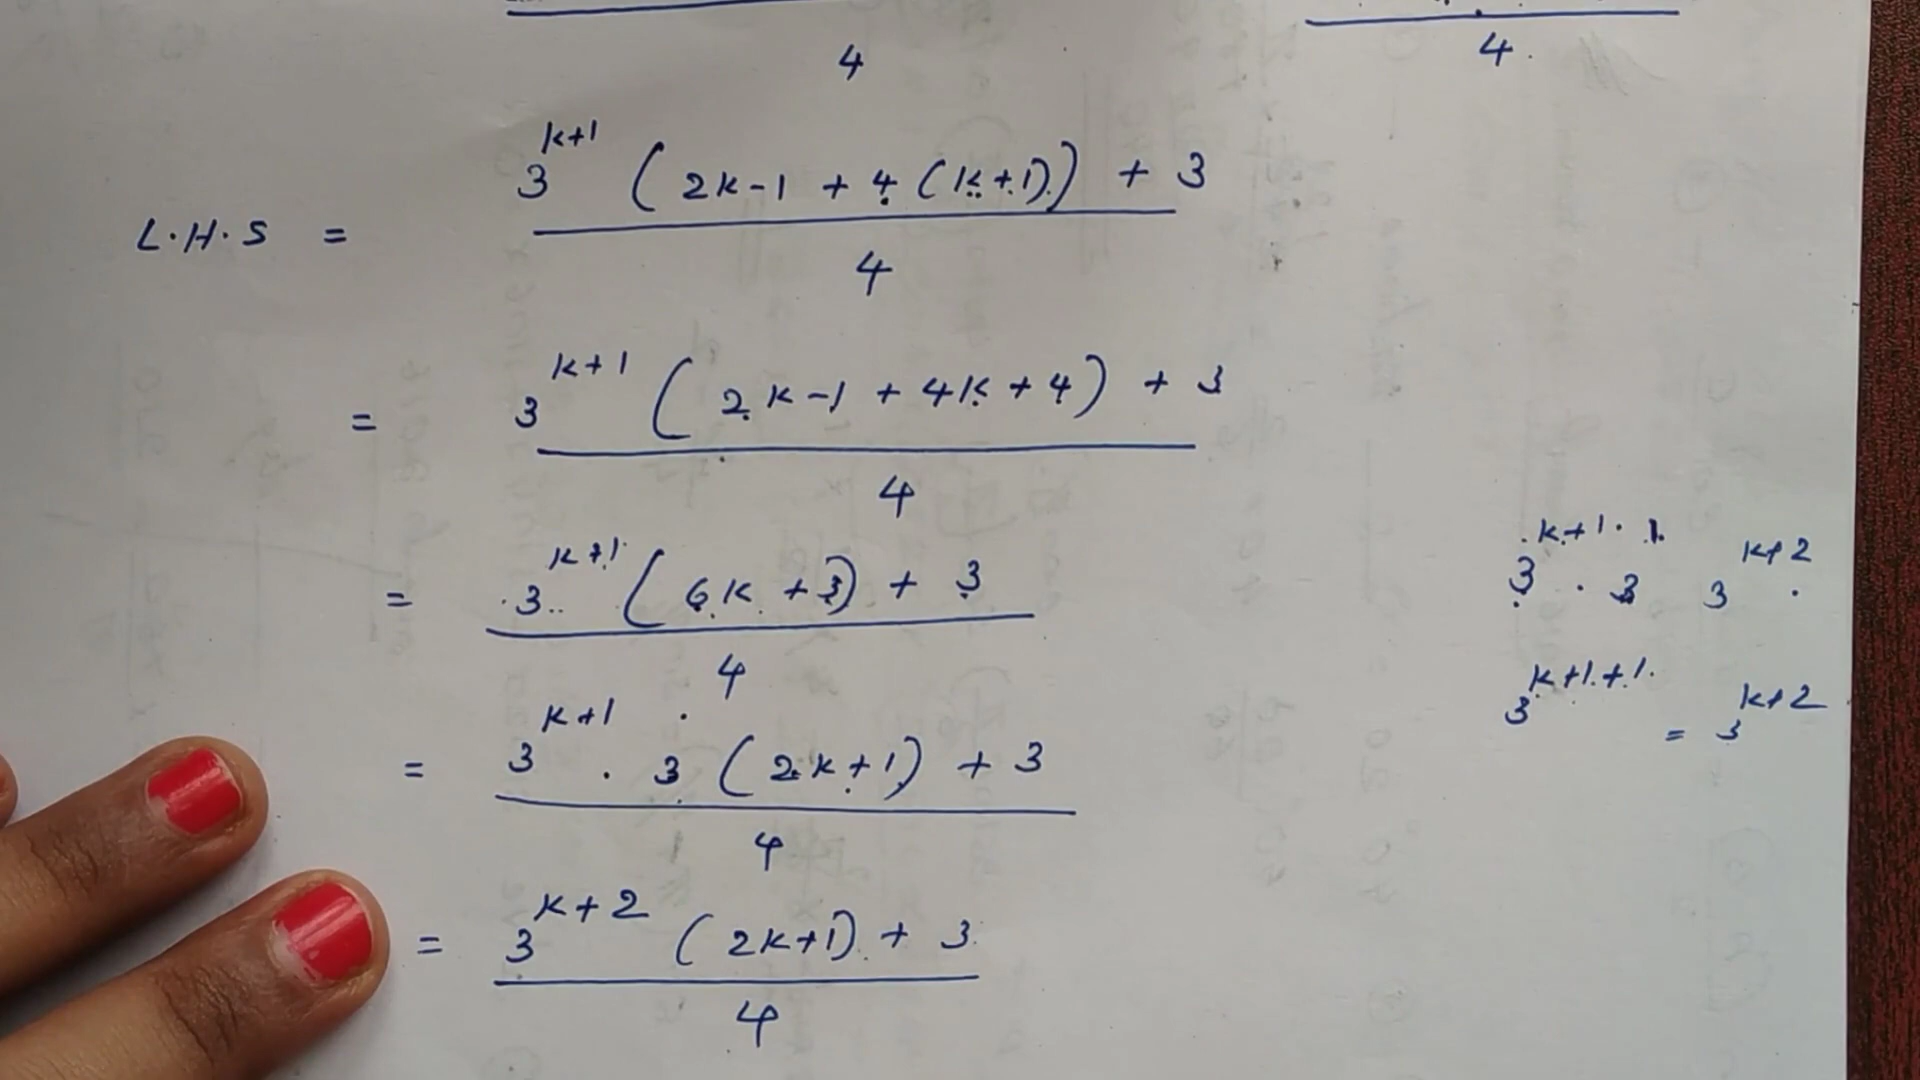 4 4.
3^{k+1} (2k-1 + 4(k+1)) + 3
L.H.S =
4
= 3^{k+1} (2k-1 + 4k + 4) + 3
4
= 3^{k+1} (6k + 3) + 3
4
= 3^{k+1} . 3 (2k+1) + 3
4
= 3^{k+2} (2k+1) + 3
4
3^{k+1} . 3^{1} 3^{k+2}
3^{k+1+1} = 3^{k+2}